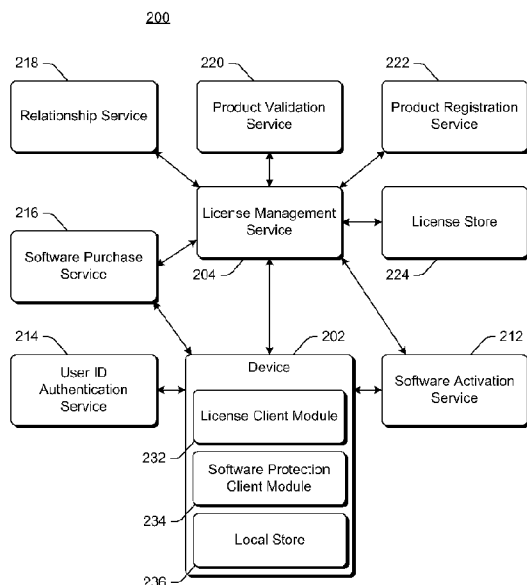 200
218
220
222
Relationship Service
Product Validation
Service
Product Registration
Service
216
License Management
Service
License Store
Software Purchase
Service
204
224
214
202
212
User ID
Authentication
Service
Device
Software Activation
Service
License Client Module
232
Software Protection
Client Module
234
Local Store
236